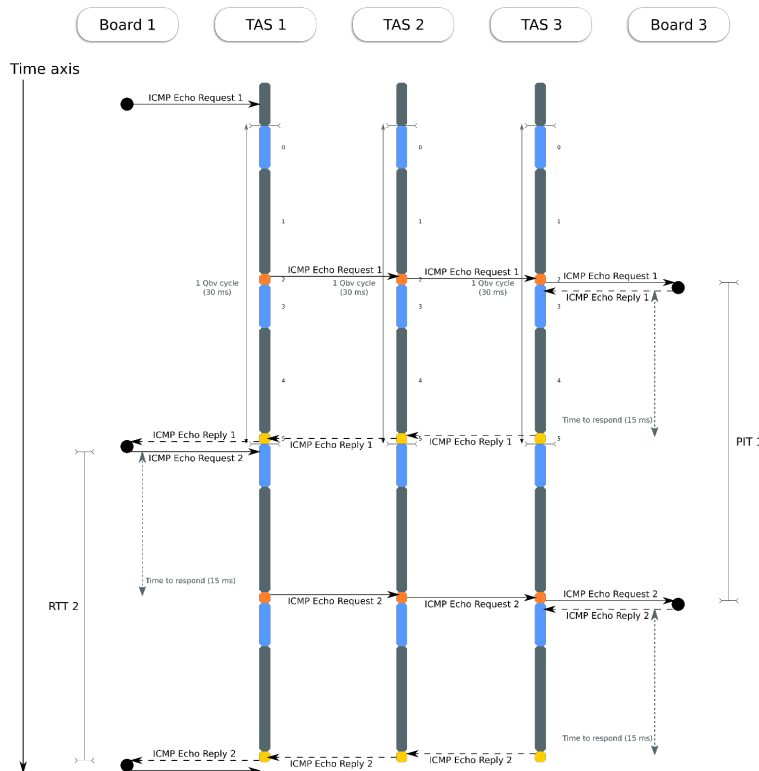 Board 1
TAS 1
TAS 2
TAS 3
Board 3
Time axis
ICMP Echo Request 1
0
0
0
1
1
1
ICMP Echo Request 1
ICMP Echo Request 1
ICMP Echo Request 1
2
2
2
1 Qbv cycle
(30 ms)
1 Qbv cycle
(30 ms)
1 Qbv cycle
(30 ms)
ICMP Echo Reply 1
3
3
3
4
4
4
Time to respond (15 ms)
ICMP Echo Reply 1
ICMP Echo Reply 1
ICMP Echo Reply 1
5
5
5
PIT 1
ICMP Echo Request 2
Time to respond (15 ms)
RTT 2
ICMP Echo Request 2
ICMP Echo Request 2
ICMP Echo Request 2
ICMP Echo Reply 2
Time to respond (15 ms)
ICMP Echo Reply 2
ICMP Echo Reply 2
ICMP Echo Reply 2